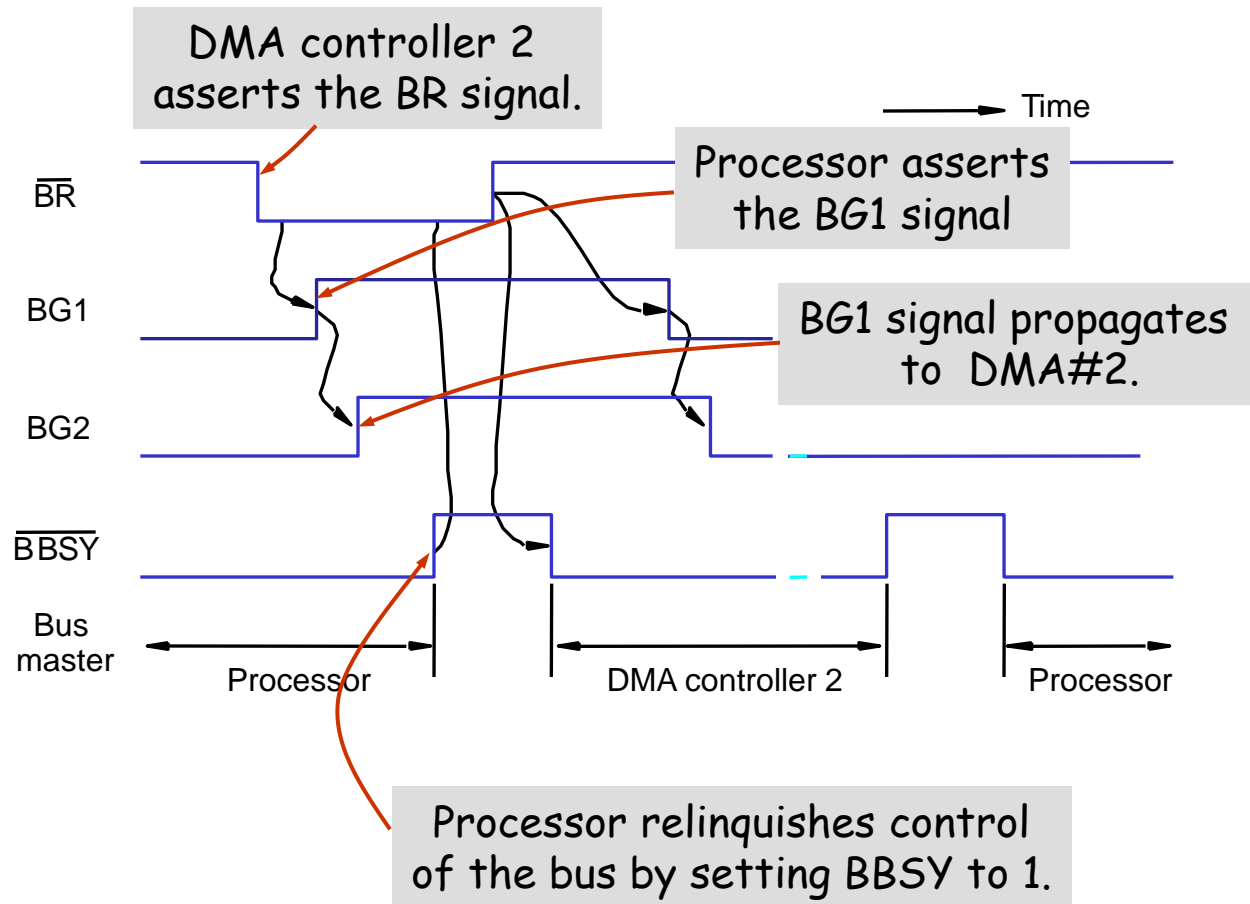 DMA controller 2
asserts the BR signal.
Time
Processor asserts
the BG1 signal
BR
BG1
BG1 signal propagates
to DMA#2.
BG2
BBSY
Bus
master
Processor
DMA controller 2
Processor
Processor relinquishes control
of the bus by setting BBSY to 1.